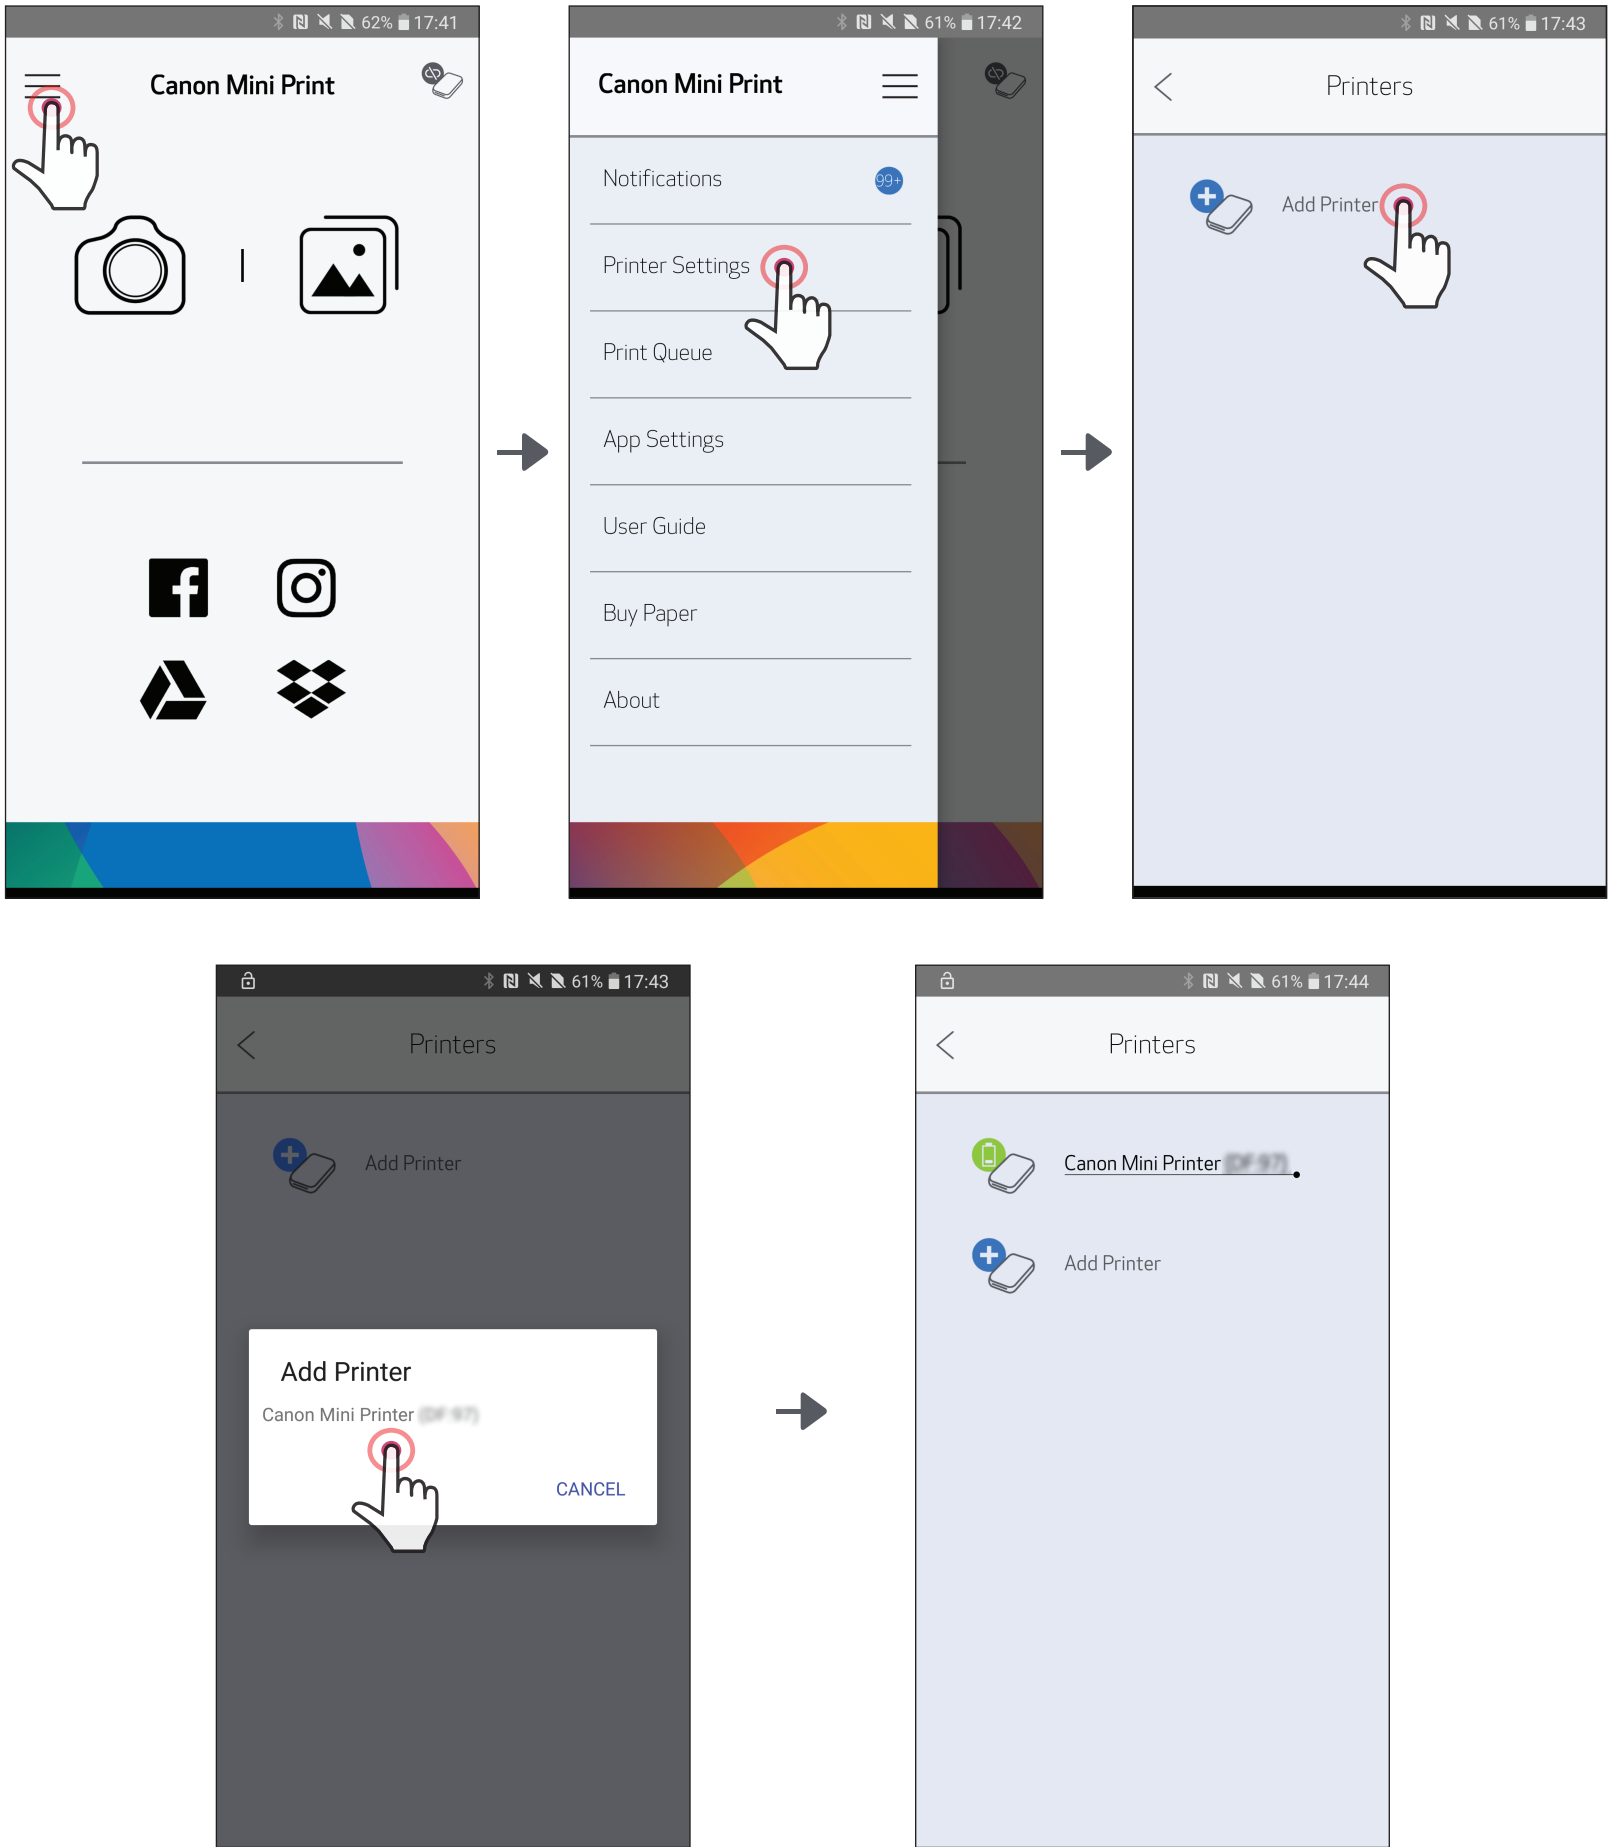 62% 17:41
Canon Mini Print
61% 17:42
Canon Mini Print
Notifications
99+
Printer Settings
Print Queue
App Settings
User Guide
Buy Paper
About
61% 17:43
Printers
Add Printer
61% 17:43
Printers
Add Printer
Add Printer
Canon Mini Printer
CANCEL
61% 17:44
Printers
Canon Mini Printer
Add Printer